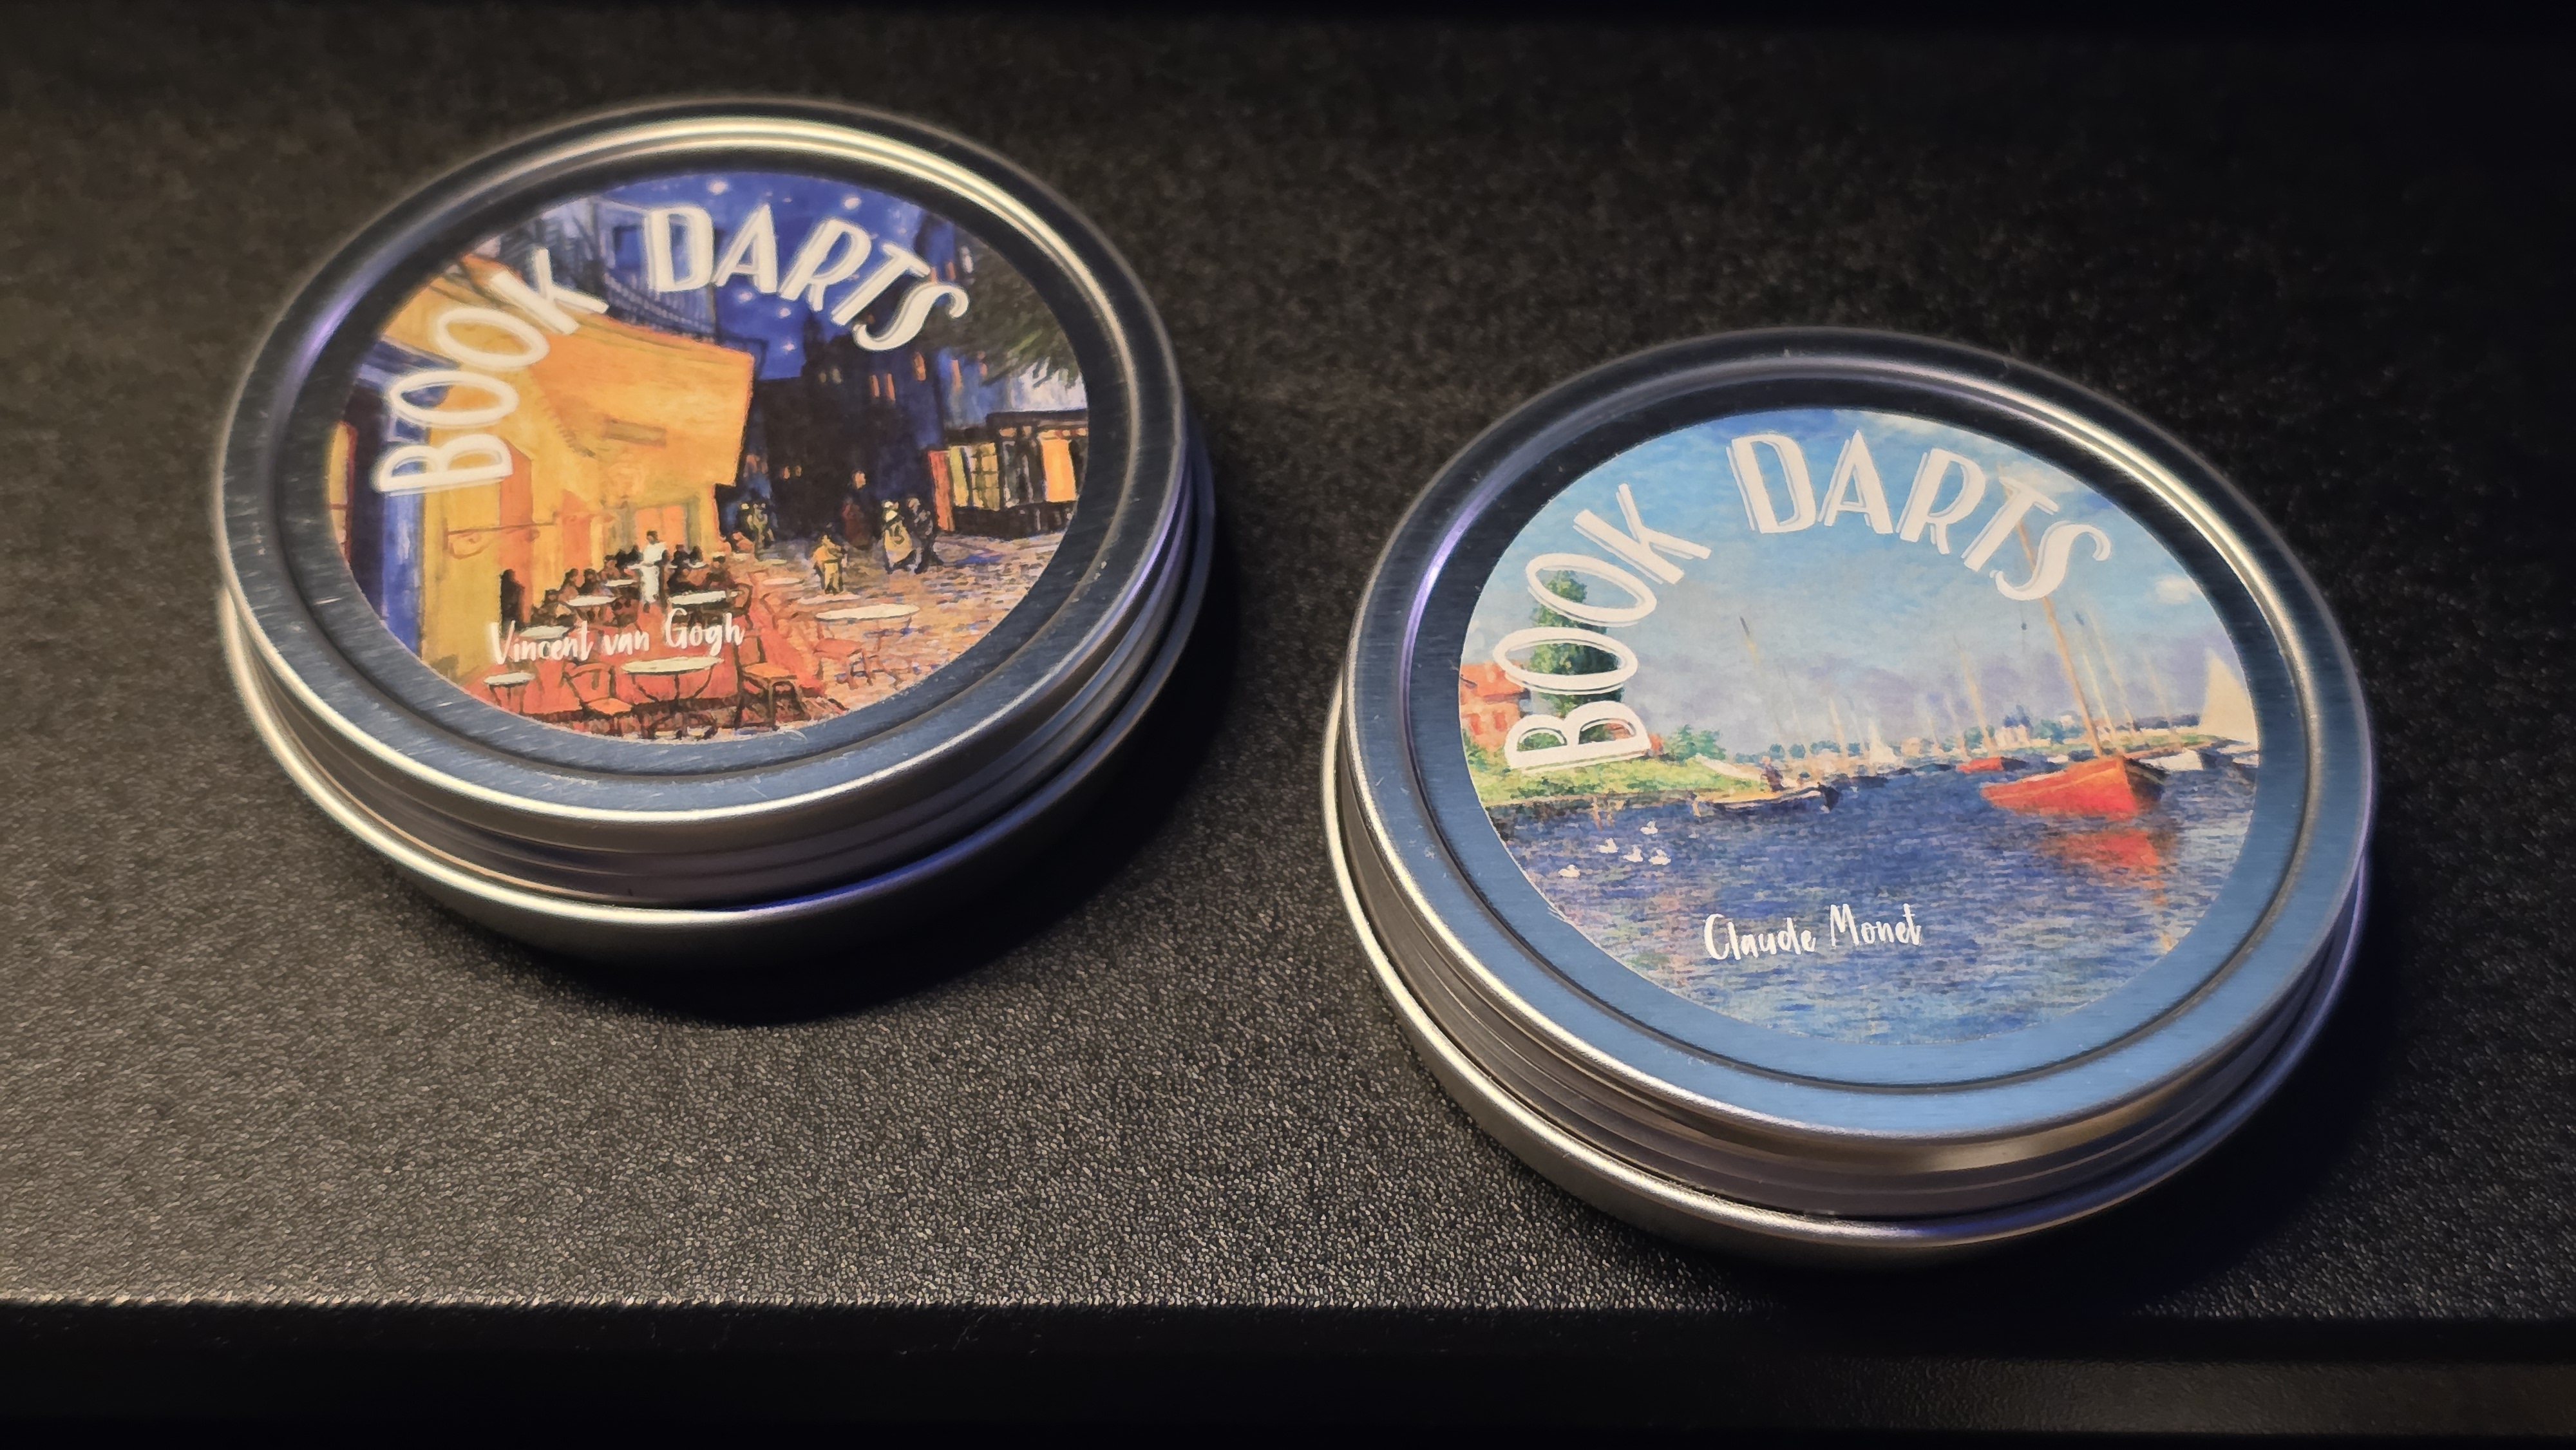 BOOK DARTS
Vincent van Gogh
BOOK DARTS
Claude Monet